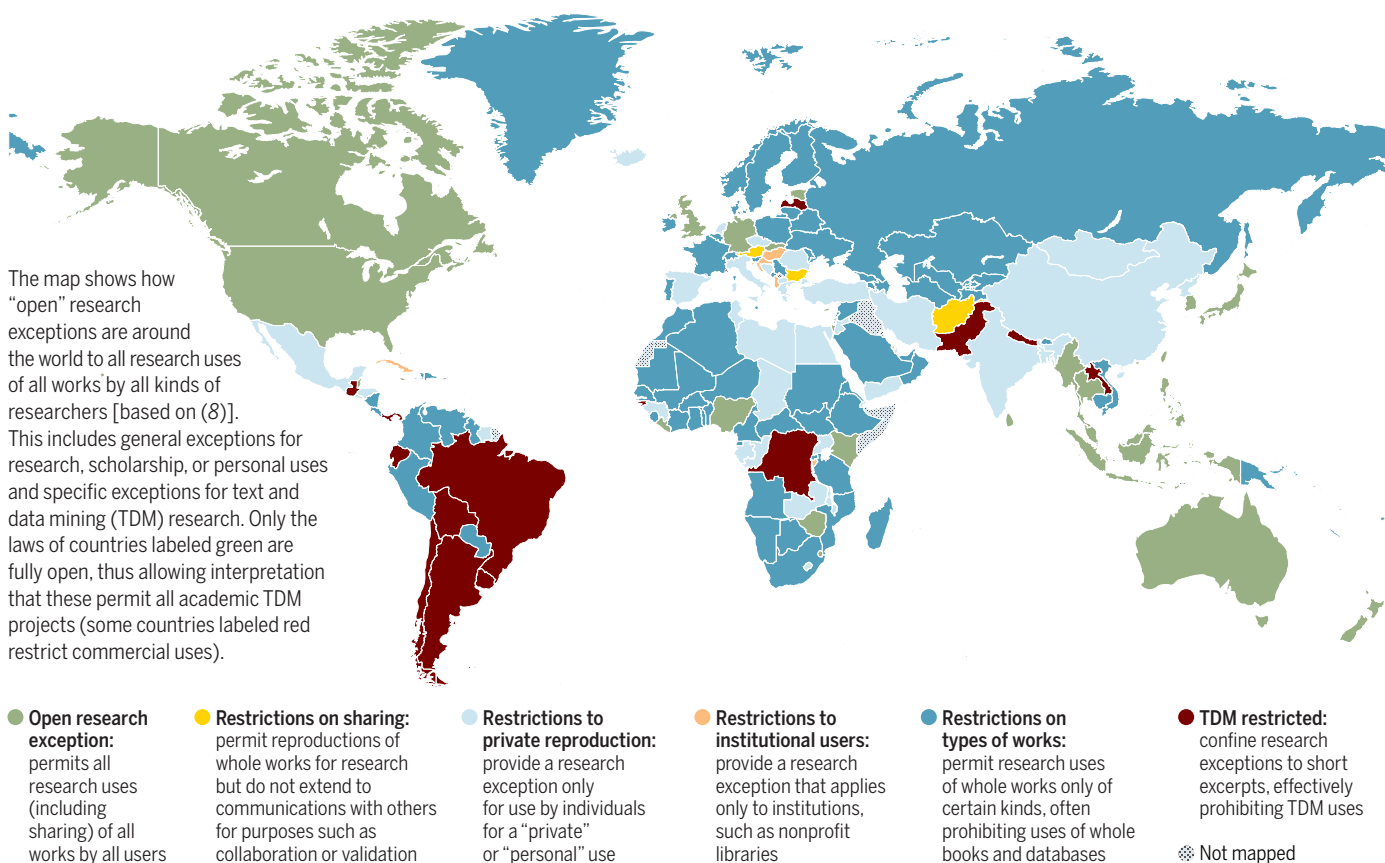 The map shows how
“open” research
exceptions are around
the world to all research uses
of all works by all kinds of
researchers [based on (8)].
This includes general exceptions for
research, scholarship, or personal uses
and specific exceptions for text and
data mining (TDM) research. Only the
laws of countries labeled green are
fully open, thus allowing interpretation
that these permit all academic TDM
projects (some countries labeled red
restrict commercial uses).
Open research
exception:
permits all
research uses
(including
sharing) of all
works by all users
Restrictions on sharing:
permit reproductions of
whole works for research
but do not extend to
communications with others
for purposes such as
collaboration or validation
Restrictions to
private reproduction:
provide a research
exception only
for use by individuals
for a “private”
or “personal” use
Restrictions to
institutional users:
provide a research
exception that applies
only to institutions,
such as nonprofit
libraries
Restrictions on
types of works:
permit research uses
of whole works only of
certain kinds, often
prohibiting uses of whole
books and databases
TDM restricted:
confine research
exceptions to short
excerpts, effectively
prohibiting TDM uses
Not mapped